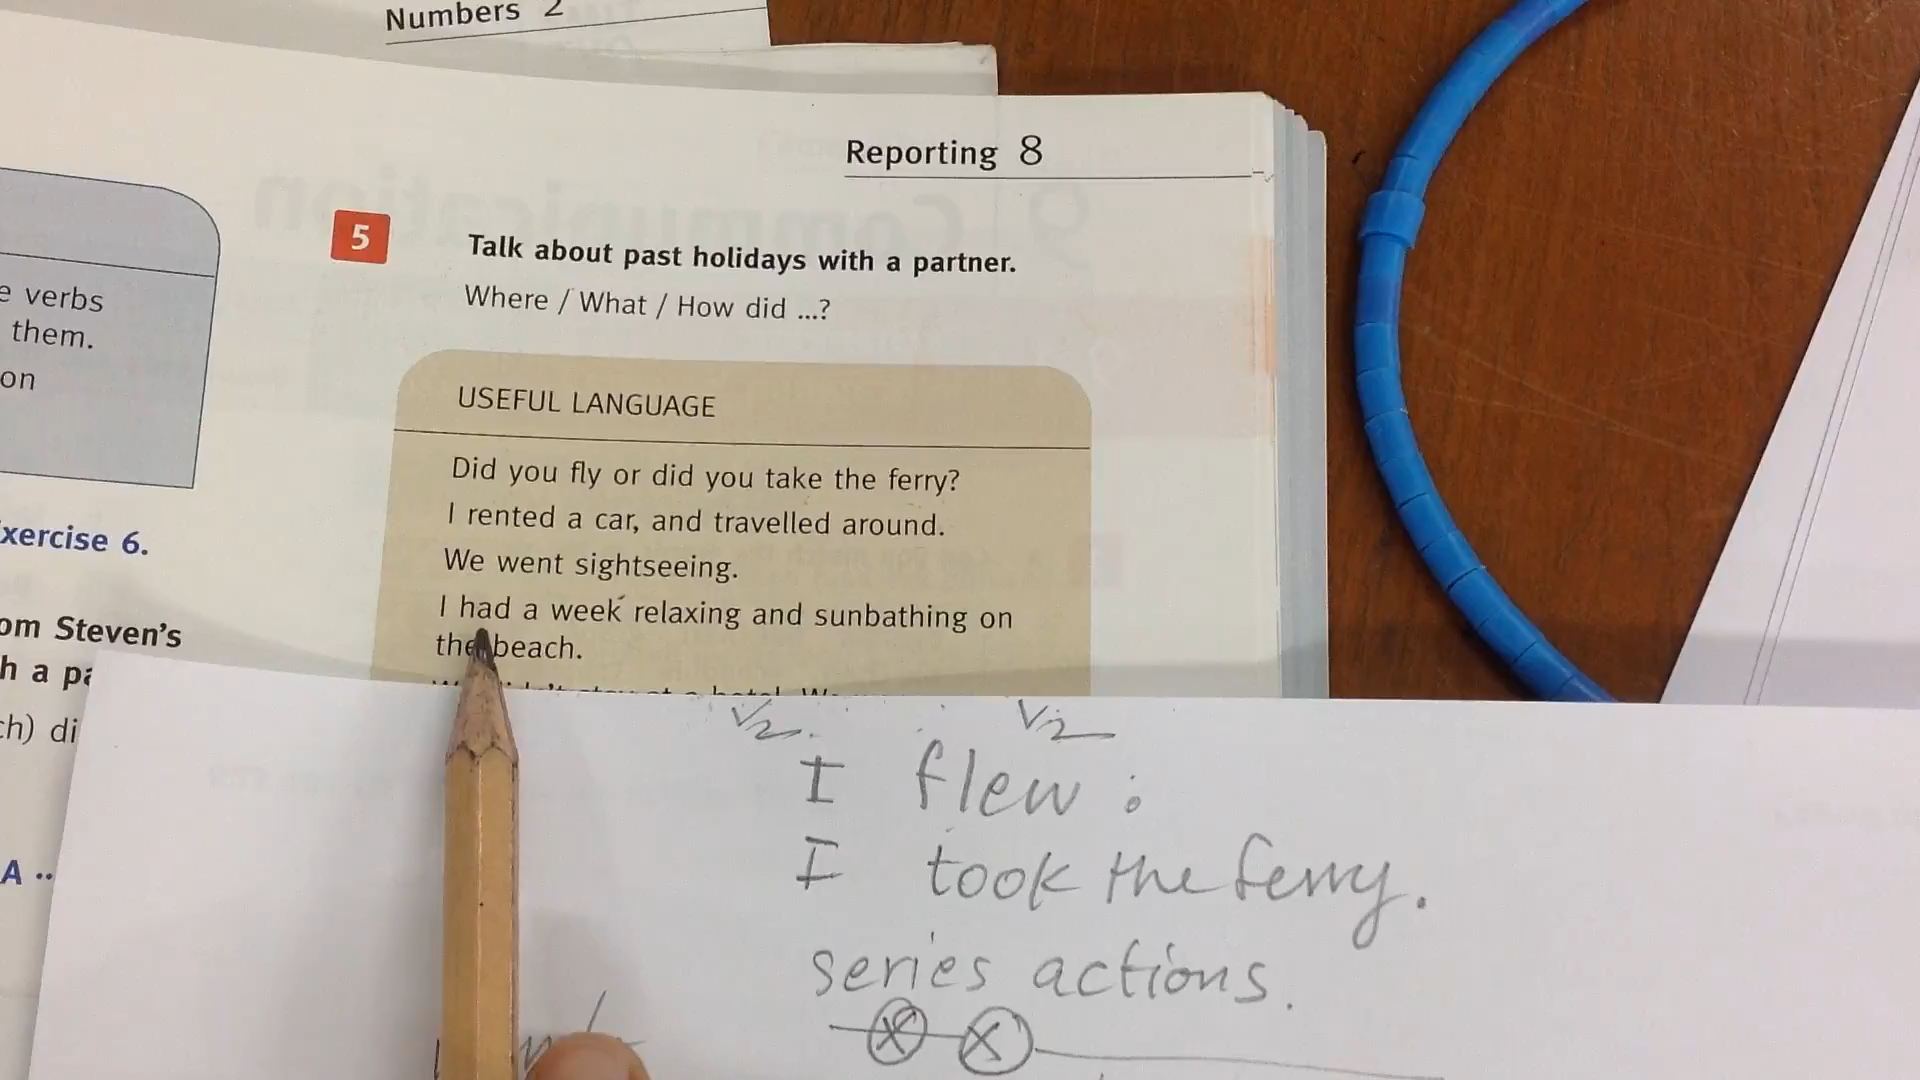 Numbers 2
Reporting 8
5
Talk about past holidays with a partner.
Where / What / How did ...?
USEFUL LANGUAGE
Did you fly or did you take the ferry?
I rented a car, and travelled around.
We went sightseeing.
I had a week relaxing and sunbathing on
the beach.
verbs
them.
on
xercise 6.
om Steven's
h a
ch) di
A ..
V2. V2
I flew :
I took the ferry.
series actions.